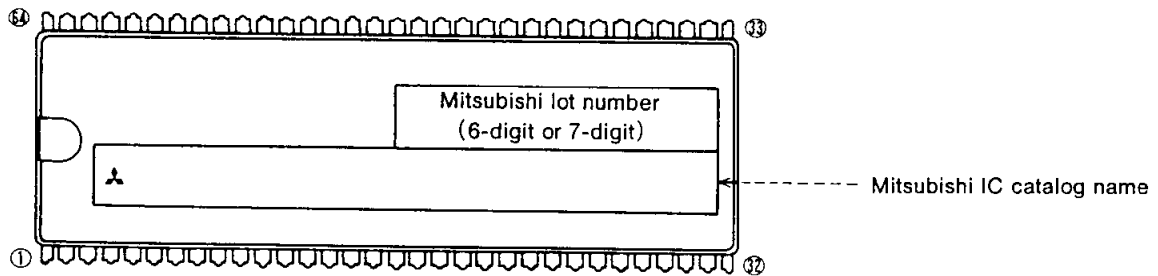 64 33
Mitsubishi lot number
(6-digit or 7-digit)
Mitsubishi IC catalog name
1 32